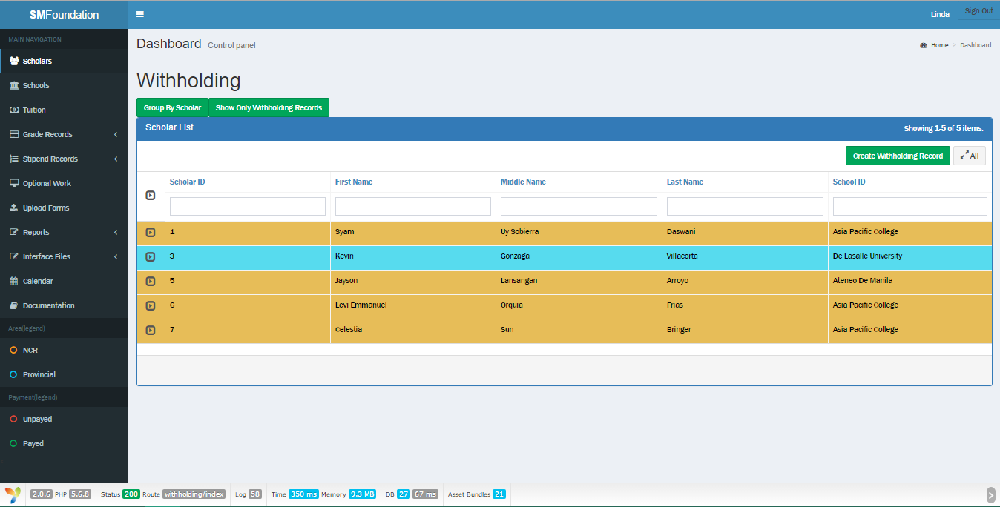 SMFoundation
Linda
Sign Out
MAIN NAVIGATION
Scholars
Schools
Tuition
Grade Records
Stipend Records
Optional Work
Upload Forms
Reports
Interface Files
Calendar
Documentation
Area(legend)
NCR
Provincial
Payment(legend)
Unpayed
Payed
Dashboard Control panel
Home > Dashboard
Withholding
Group By Scholar Show Only Withholding Records
Scholar List Showing 1-5 of 5 items.
Create Withholding Record All
Scholar ID First Name Middle Name Last Name School ID
1 Syam Uy Sobierra Daswani Asia Pacific College
3 Kevin Gonzaga Villacorta De Lasalle University
5 Jayson Lansangan Arroyo Ateneo De Manila
6 Levi Emmanuel Orquia Frias Asia Pacific College
7 Celestia Sun Bringer Asia Pacific College
2.0.6 PHP 5.6.8 Status 200 Route withholding/index Log 58 Time 350 ms Memory 9.3 MB DB 27 67 ms Asset Bundles 21